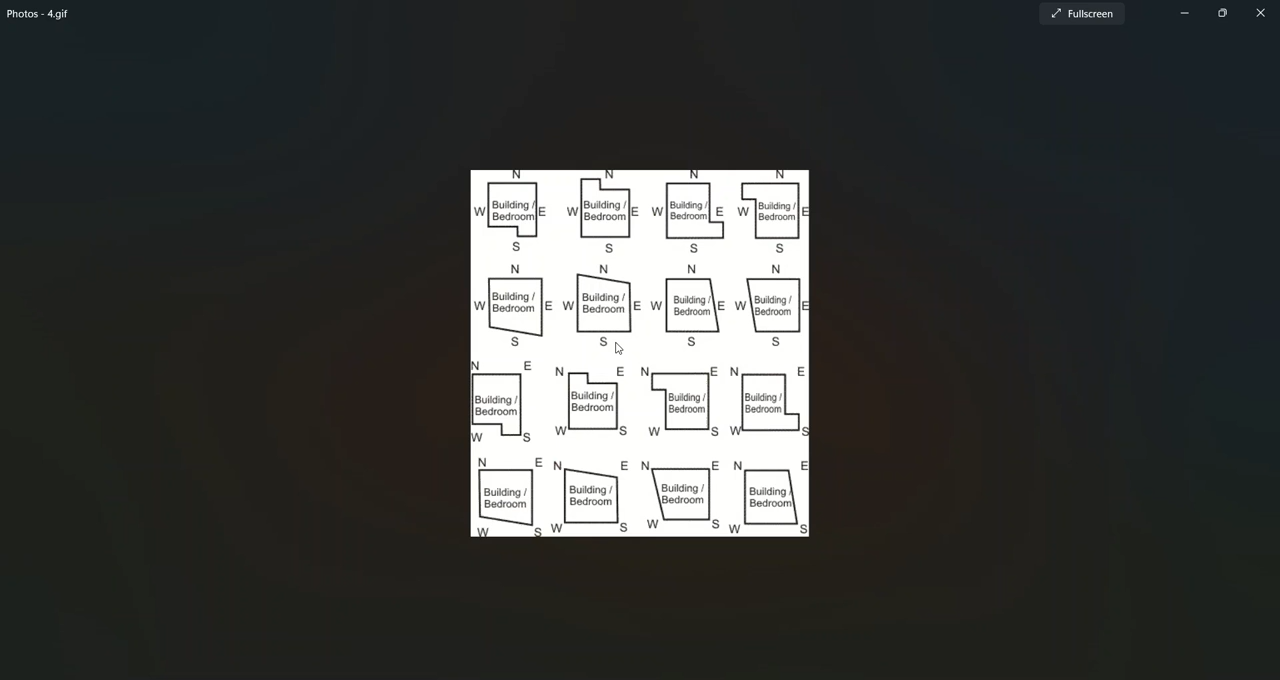 Photos - 4.gif
Fullscreen
N N N N
W Building / Bedroom E W Building / Bedroom E W Building / Bedroom E W Building / Bedroom E
S S S S
N N N N
W Building / Bedroom E W Building / Bedroom E W Building / Bedroom E W Building / Bedroom E
S S S S
N E N E N E N E
Building / Bedroom Building / Bedroom Building / Bedroom Building / Bedroom
W S W S W S W S
N E N E N E N E
Building / Bedroom Building / Bedroom Building / Bedroom Building / Bedroom
W S W S W S W S